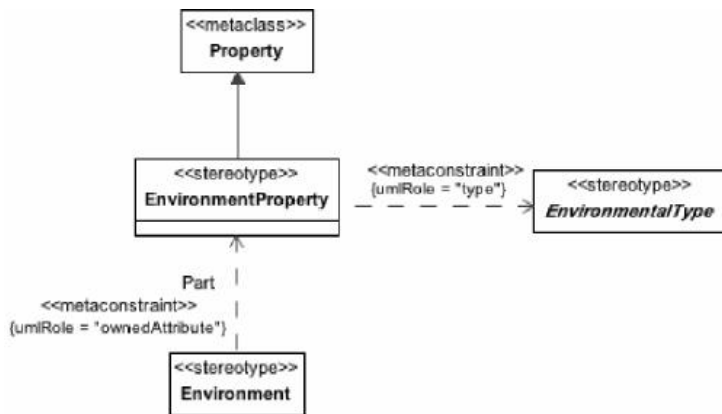 <<metaclass>>
Property
<<stereotype>>
EnvironmentProperty
<<metaconstraint>>
{umlRole = "type"}
<<stereotype>>
EnvironmentalType
Part
<<metaconstraint>>
{umlRole = "ownedAttribute"}
<<stereotype>>
Environment